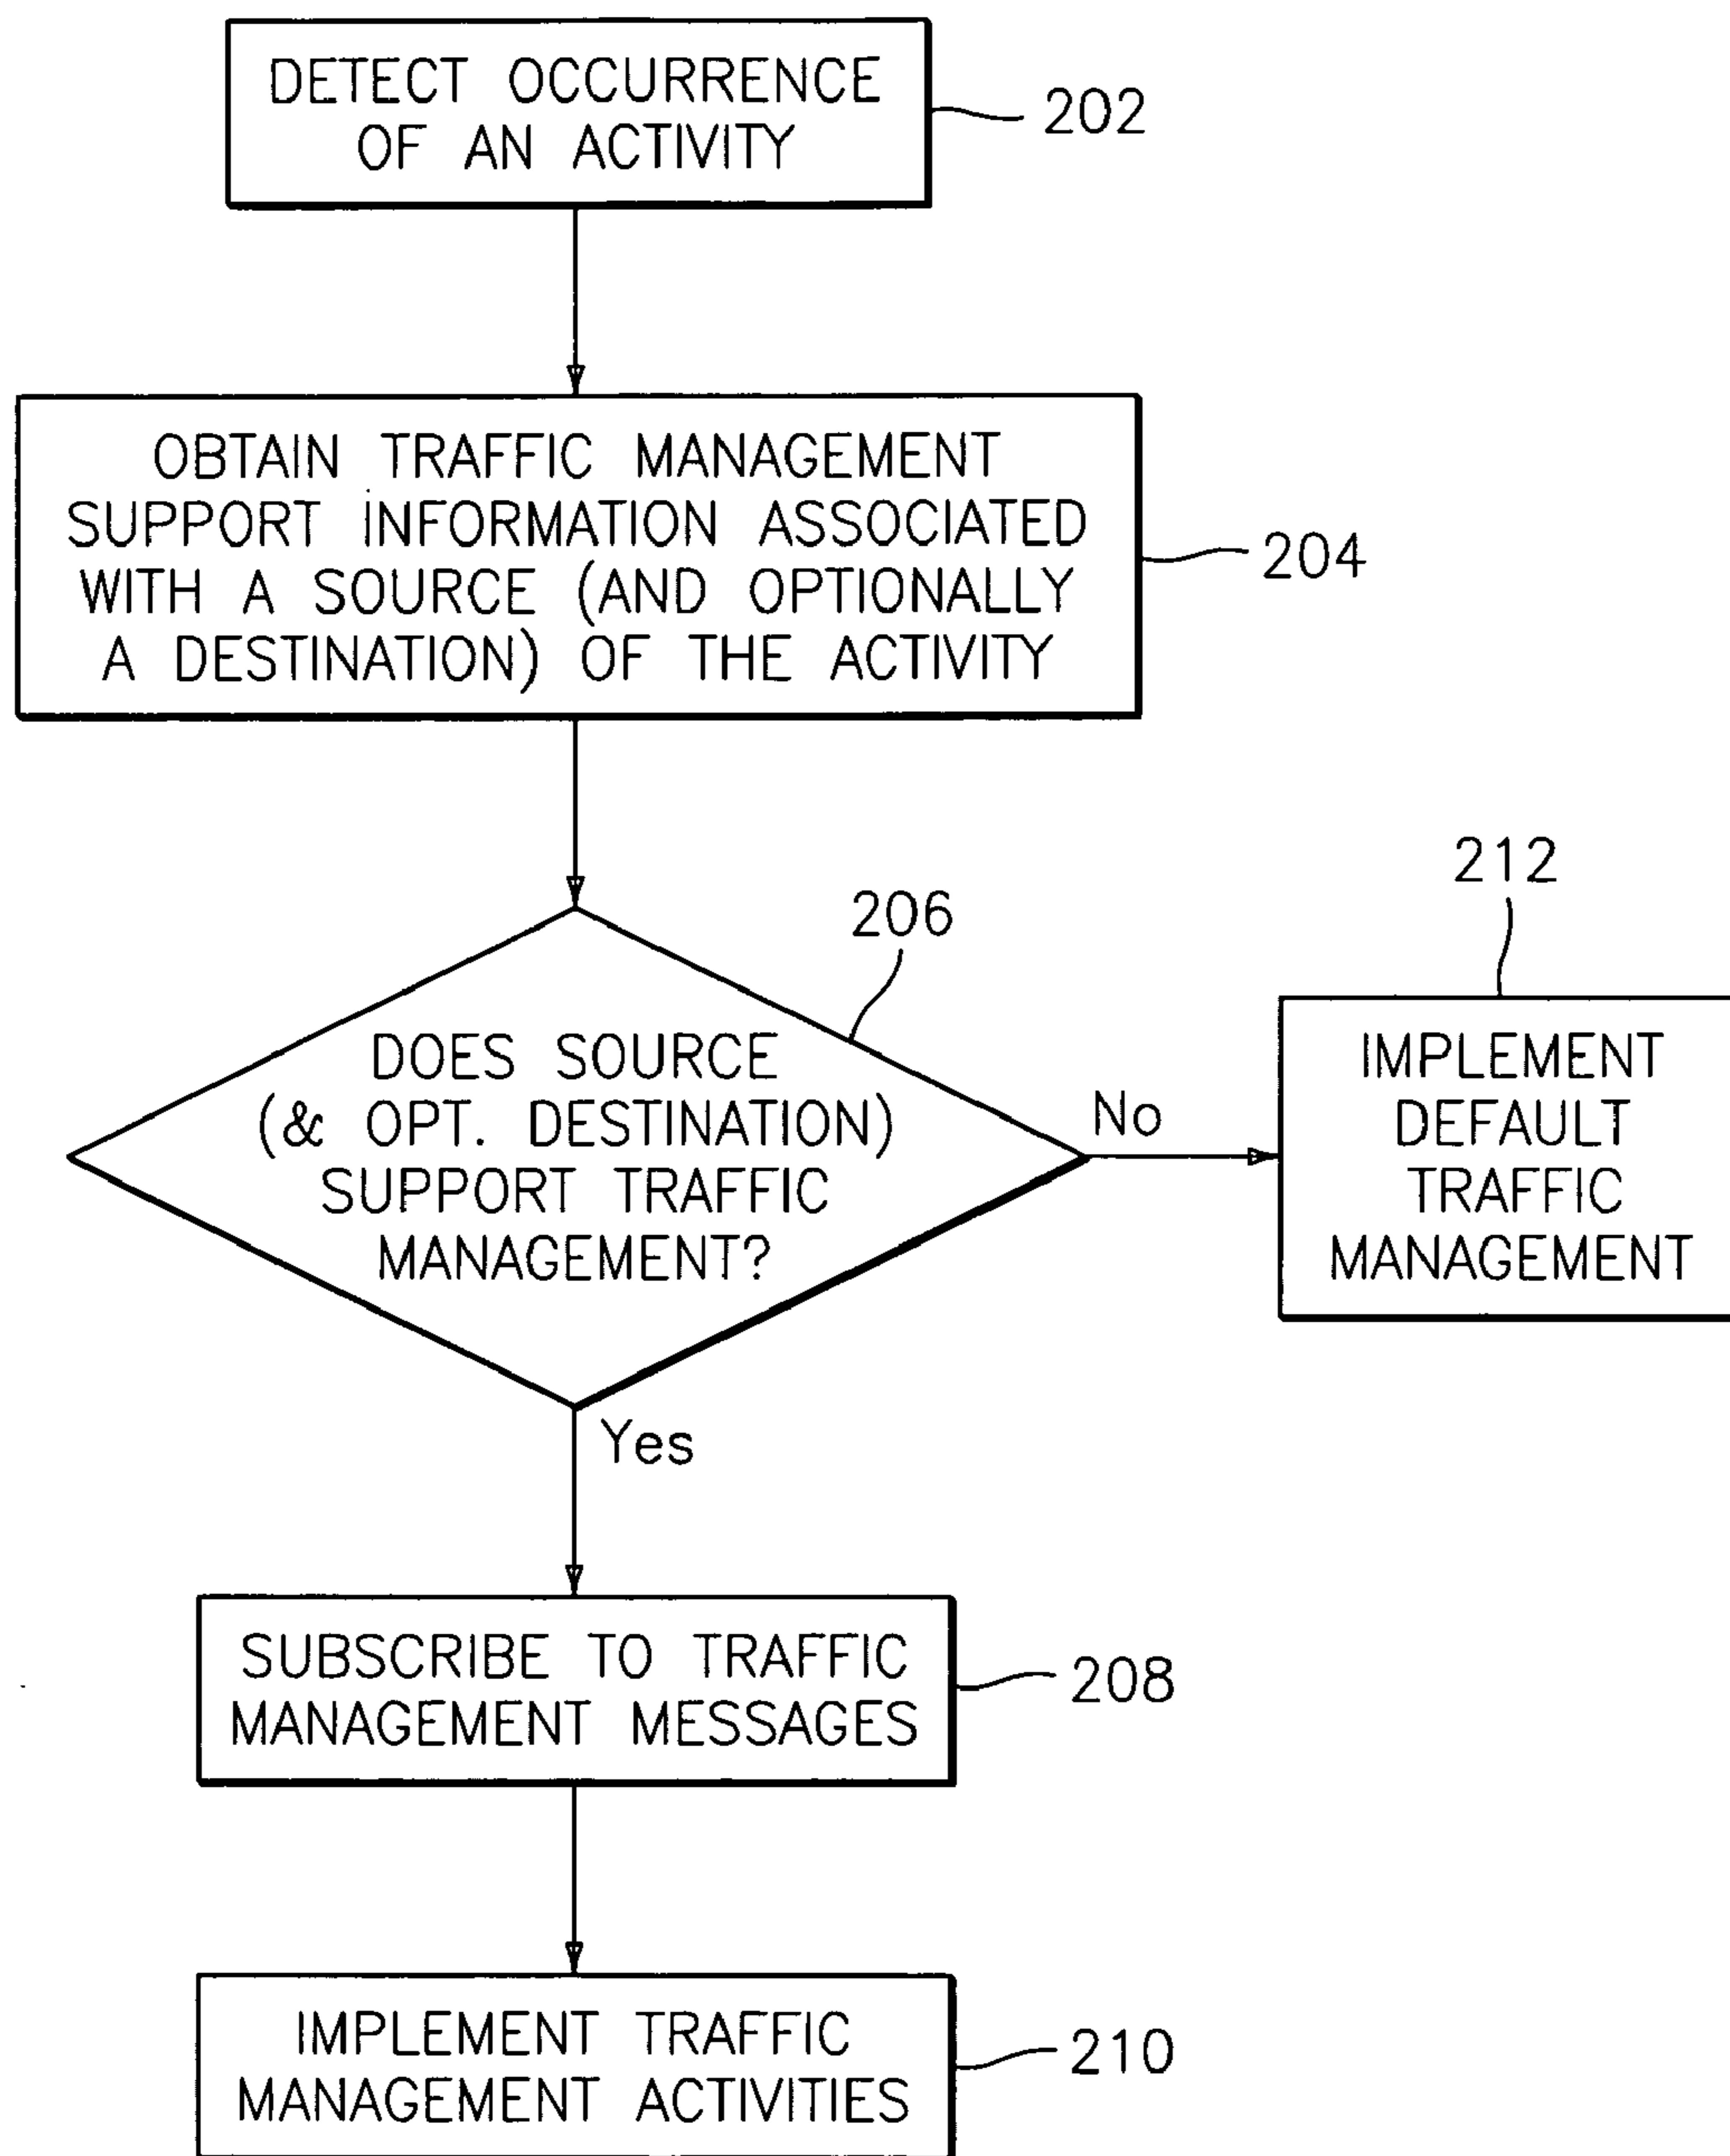 DETECT OCCURRENCE
OF AN ACTIVITY
202
OBTAIN TRAFFIC MANAGEMENT
SUPPORT INFORMATION ASSOCIATED
WITH A SOURCE (AND OPTIONALLY
A DESTINATION) OF THE ACTIVITY
204
206
DOES SOURCE
(& OPT. DESTINATION)
SUPPORT TRAFFIC
MANAGEMENT?
No
212
IMPLEMENT
DEFAULT
TRAFFIC
MANAGEMENT
Yes
SUBSCRIBE TO TRAFFIC
MANAGEMENT MESSAGES
208
IMPLEMENT TRAFFIC
MANAGEMENT ACTIVITIES
210